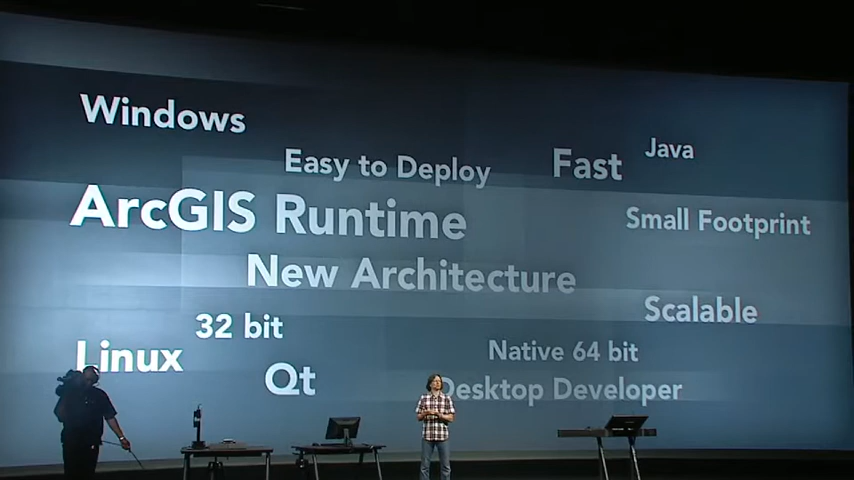 Windows
Java
Easy to Deploy
Fast
ArcGIS Runtime
Small Footprint
New Architecture
Scalable
32 bit
Linux
Native 64 bit
Qt
Desktop Developer